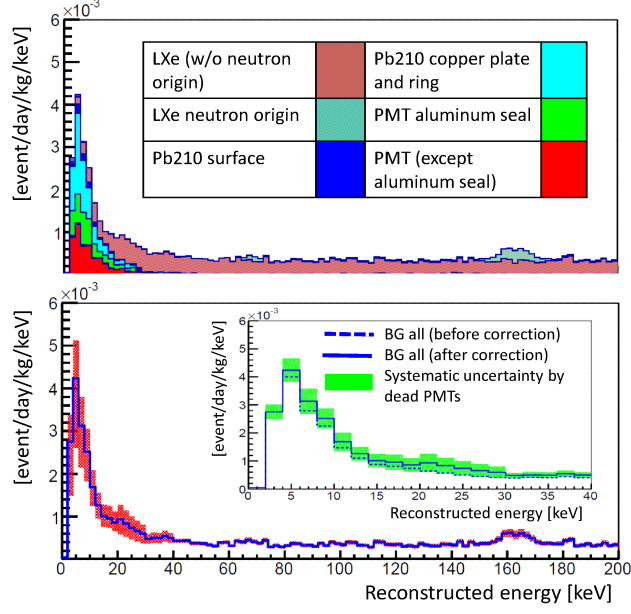 6 ×10⁻³
5
4
3
2
1
[event/day/kg/keV]
LXe (w/o neutron
origin)
Pb210 copper plate
and ring
LXe neutron origin
PMT aluminum seal
Pb210 surface
PMT (except
aluminum seal)
6 ×10⁻³
5
4
3
2
1
0
[event/day/kg/keV]
6 ×10⁻³
5
4
3
2
1
0
[event/day/kg/keV]
BG all (before correction)
BG all (after correction)
Systematic uncertainty by
dead PMTs
0 5 10 15 20 25 30 35 40
Reconstructed energy [keV]
0 20 40 60 80 100 120 140 160 180 200
Reconstructed energy [keV]